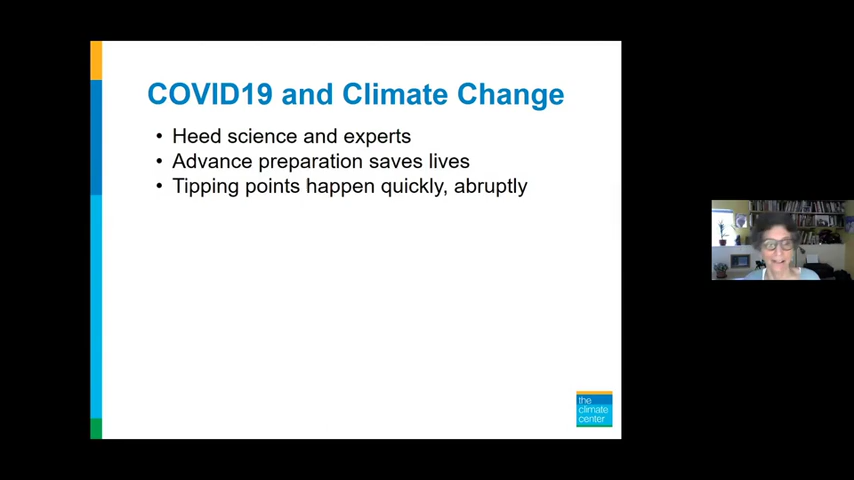 COVID19 and Climate Change
• Heed science and experts
• Advance preparation saves lives
• Tipping points happen quickly, abruptly
the
climate
center